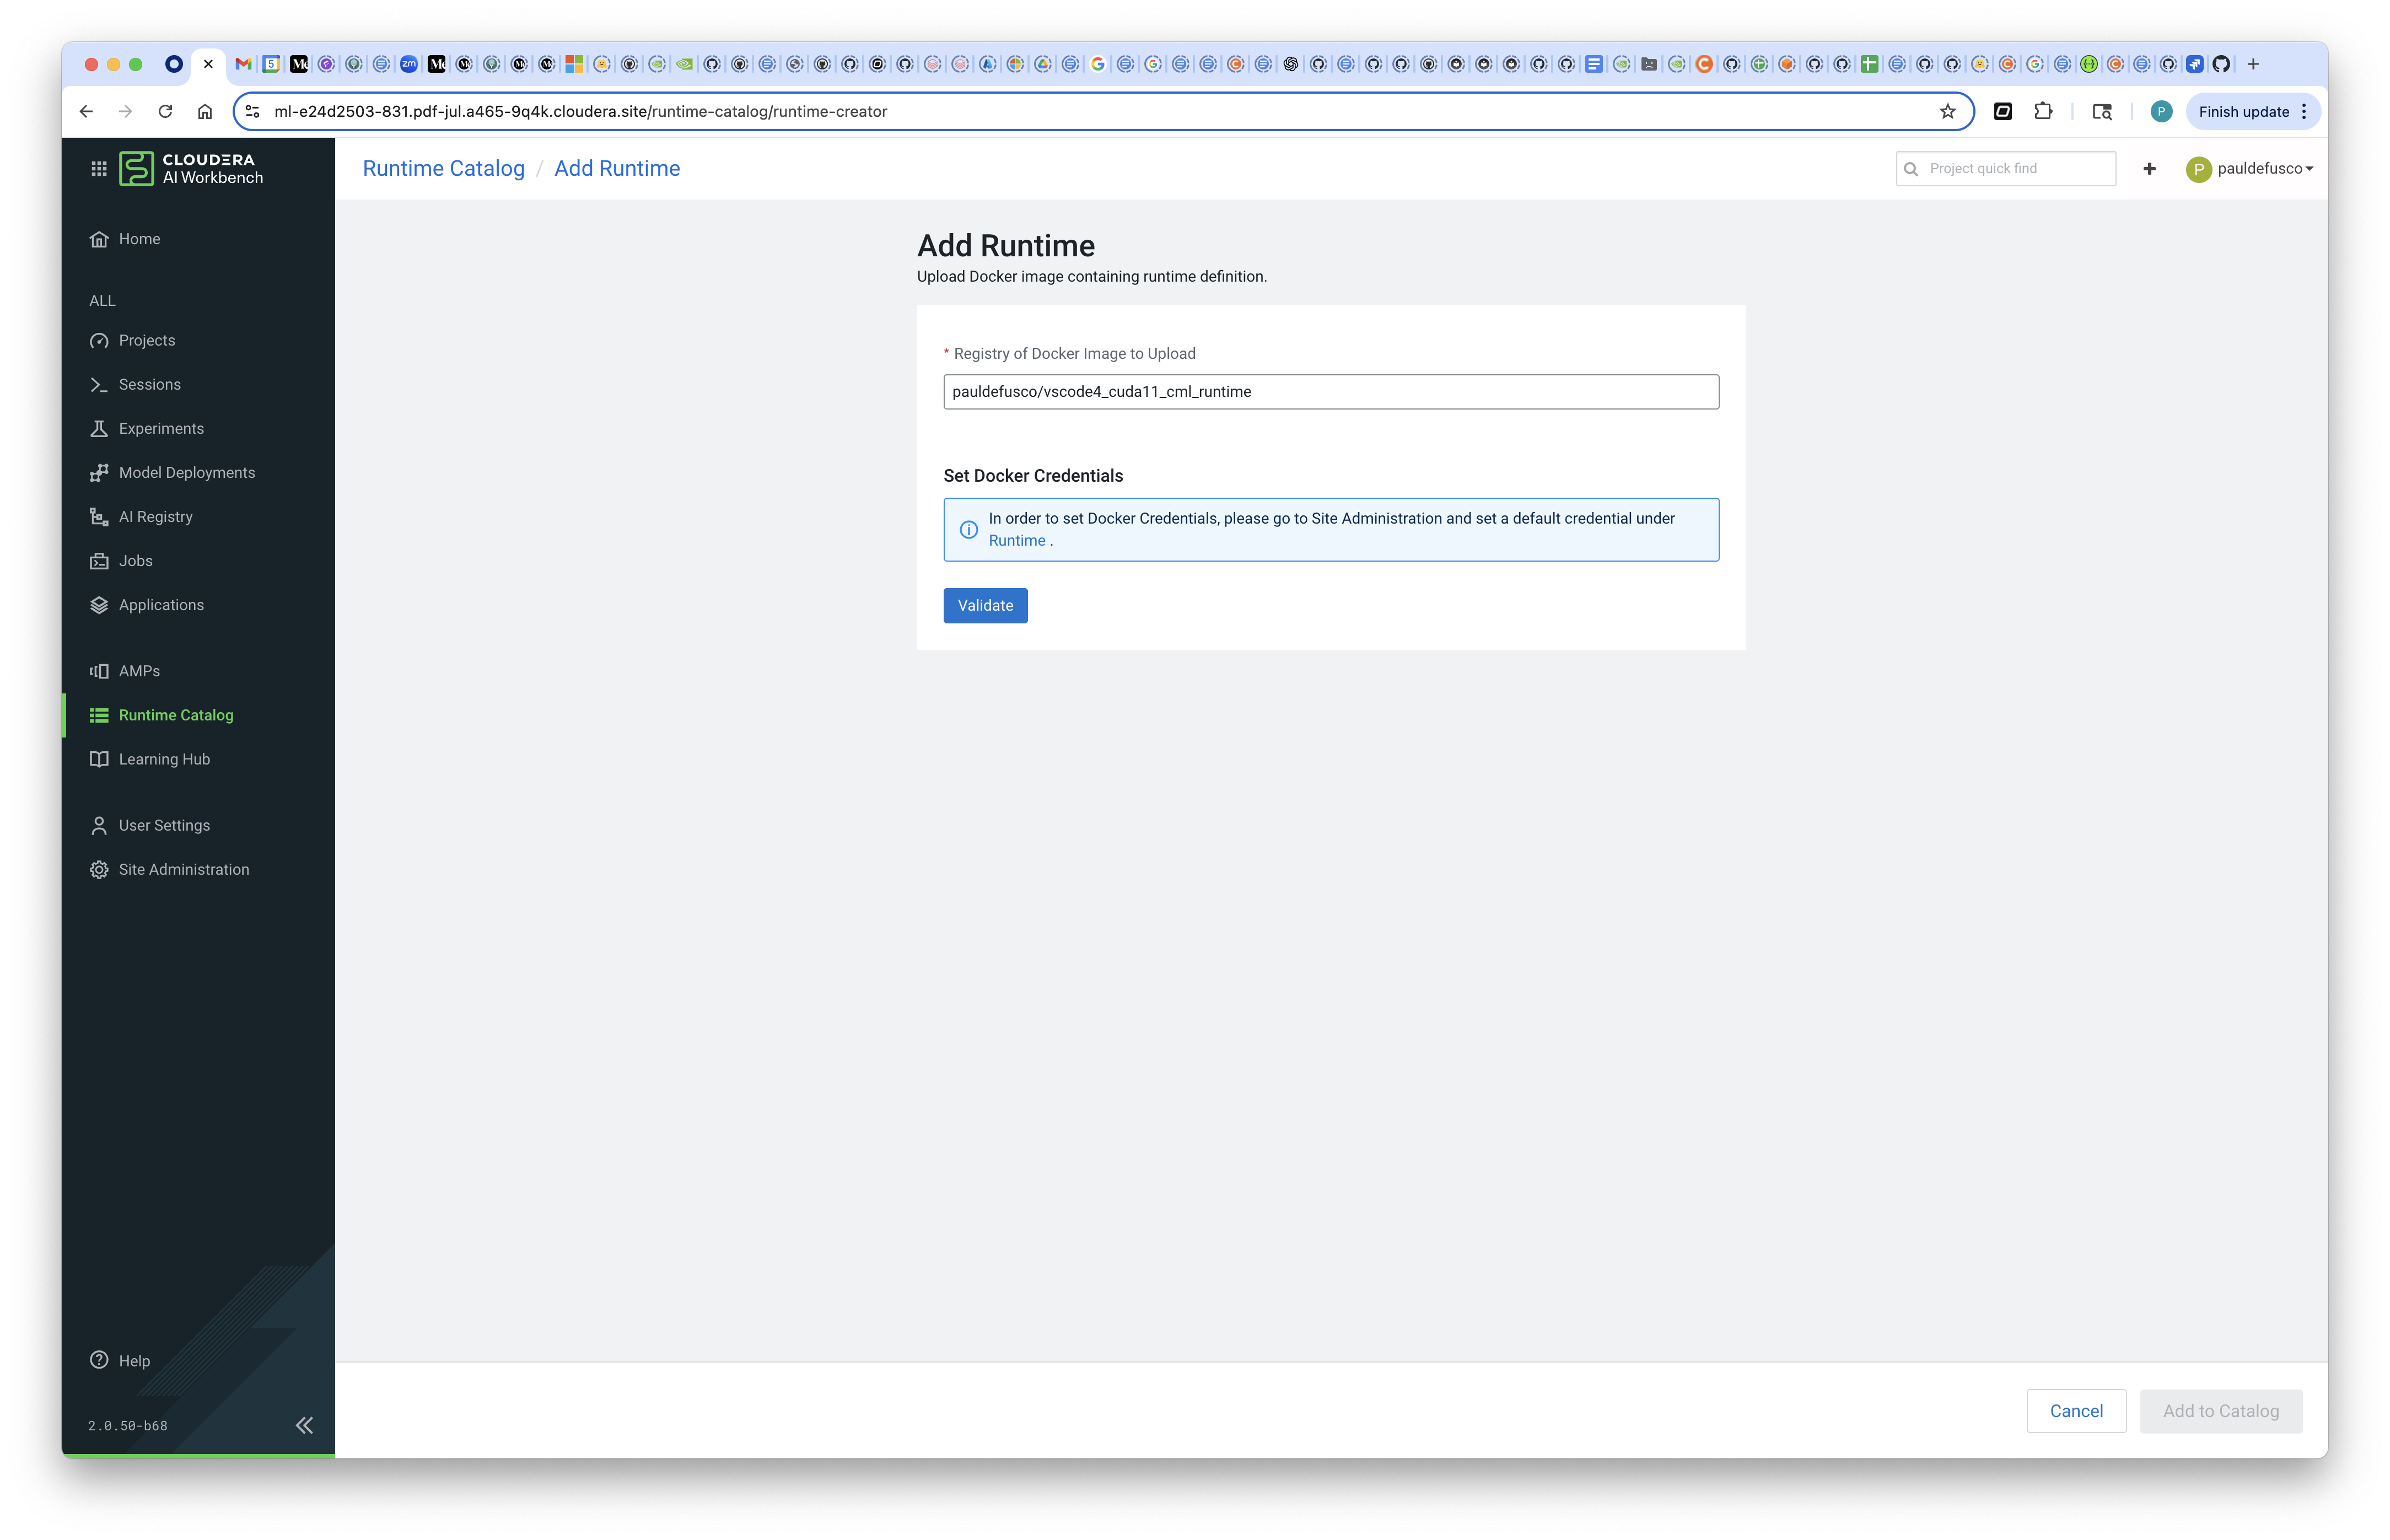 ml-e24d2503-831.pdf-jul.a465-9q4k.cloudera.site/runtime-catalog/runtime-creator
Finish update
CLOUDERA
AI Workbench
Runtime Catalog / Add Runtime
Project quick find
P
pauldefusco
Home
ALL
Projects
Sessions
Experiments
Model Deployments
AI Registry
Jobs
Applications
AMPs
Runtime Catalog
Learning Hub
User Settings
Site Administration
Help
2.0.50-b68
Add Runtime
Upload Docker image containing runtime definition.
* Registry of Docker Image to Upload
pauldefusco/vscode4_cuda11_cml_runtime
Set Docker Credentials
In order to set Docker Credentials, please go to Site Administration and set a default credential under
Runtime .
Validate
Cancel
Add to Catalog